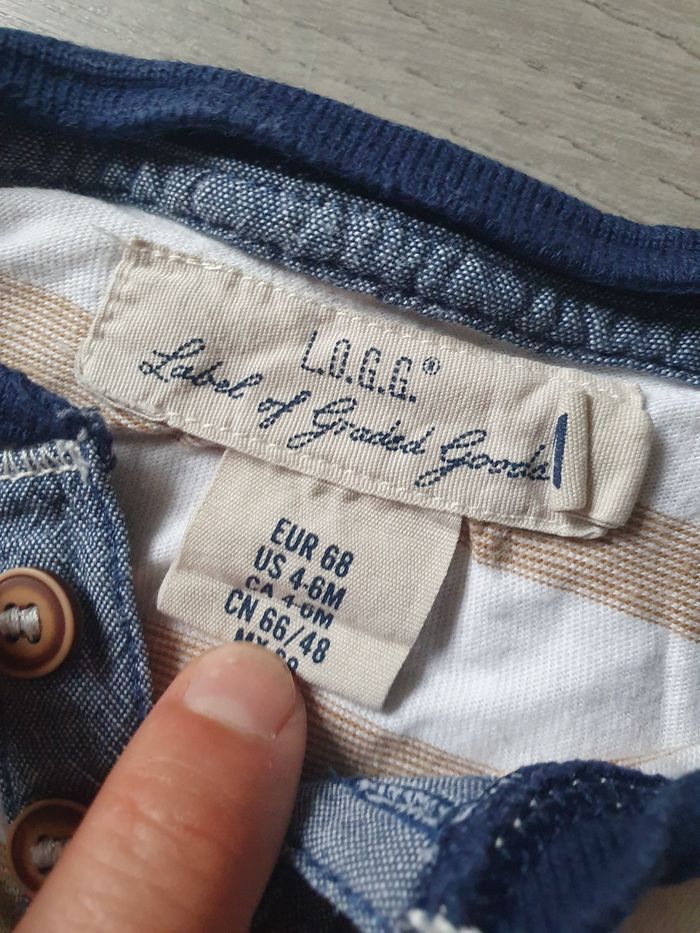 L.O.G.G.®
Label of Graded Goods
EUR 68
US 4-6M
CA 4-6M
CN 66/48